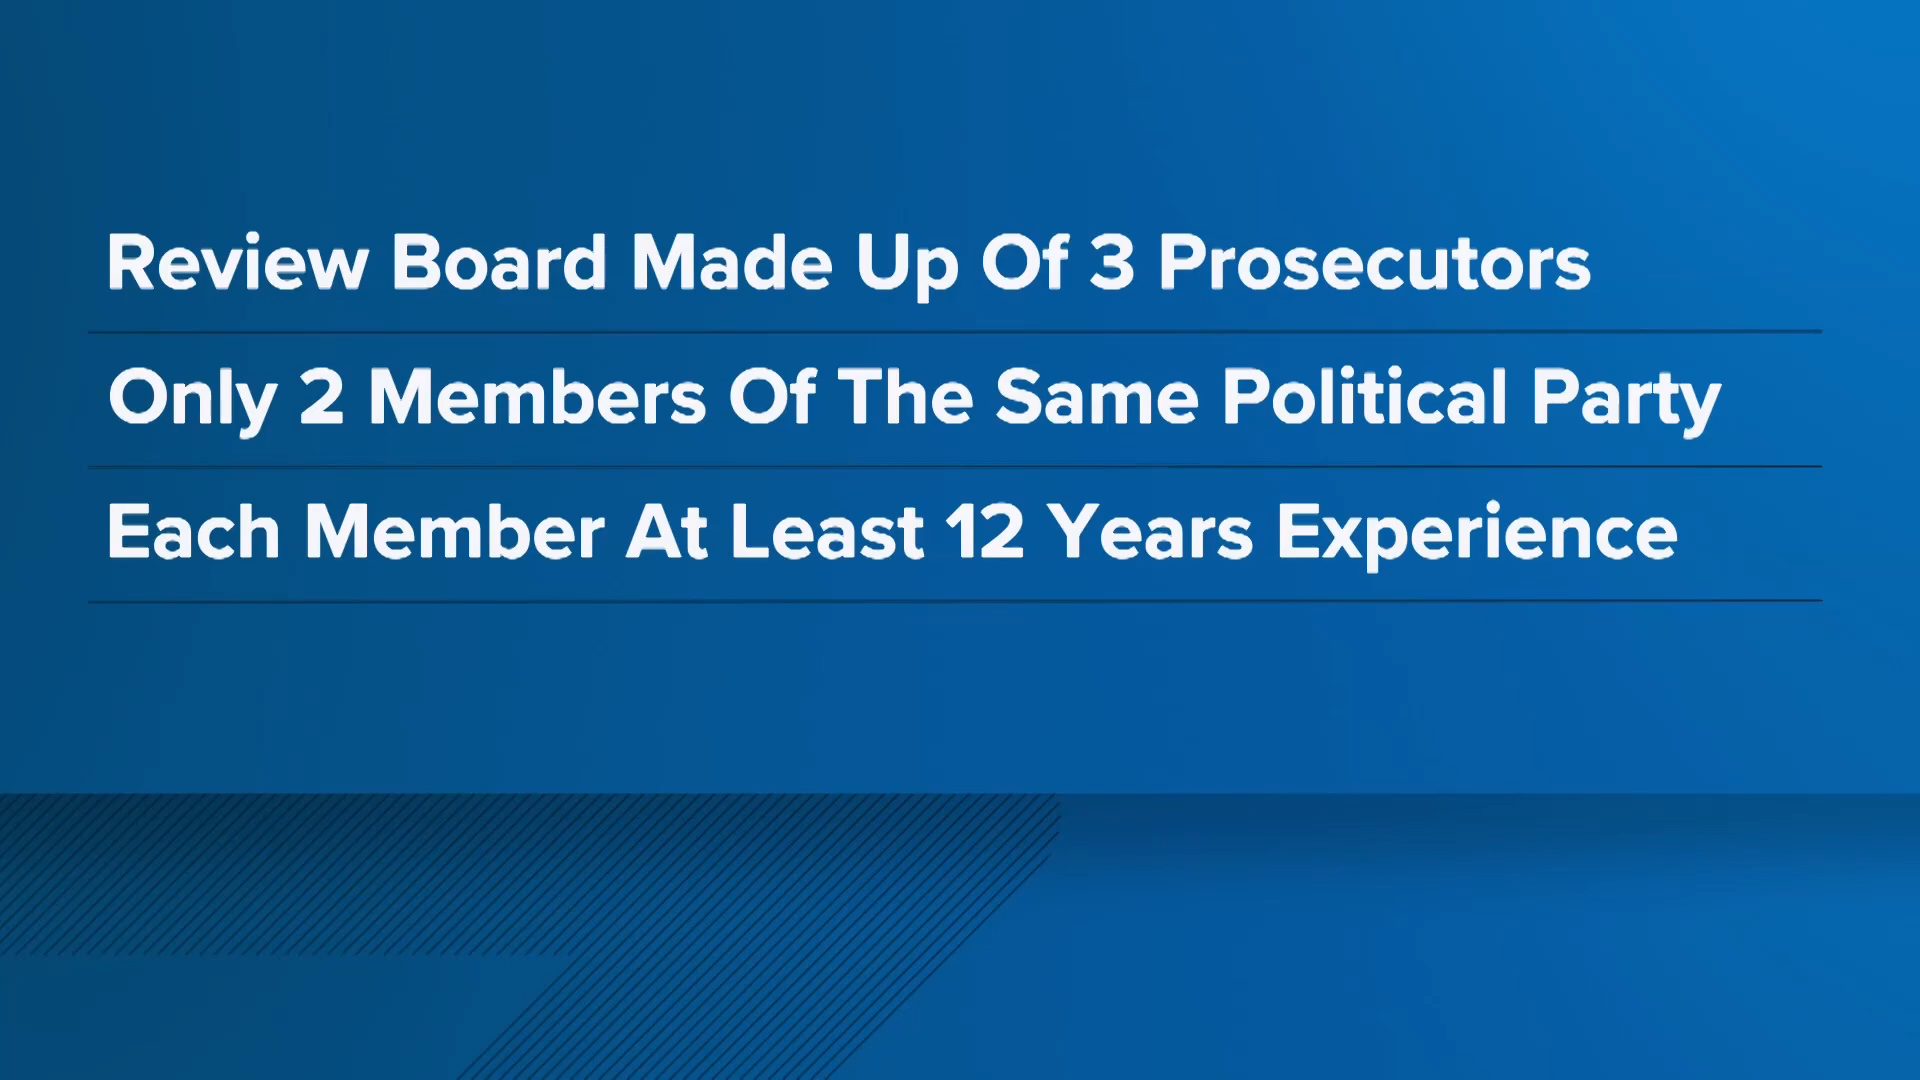 Review Board Made Up Of 3 Prosecutors
Only 2 Members Of The Same Political Party
Each Member At Least 12 Years Experience